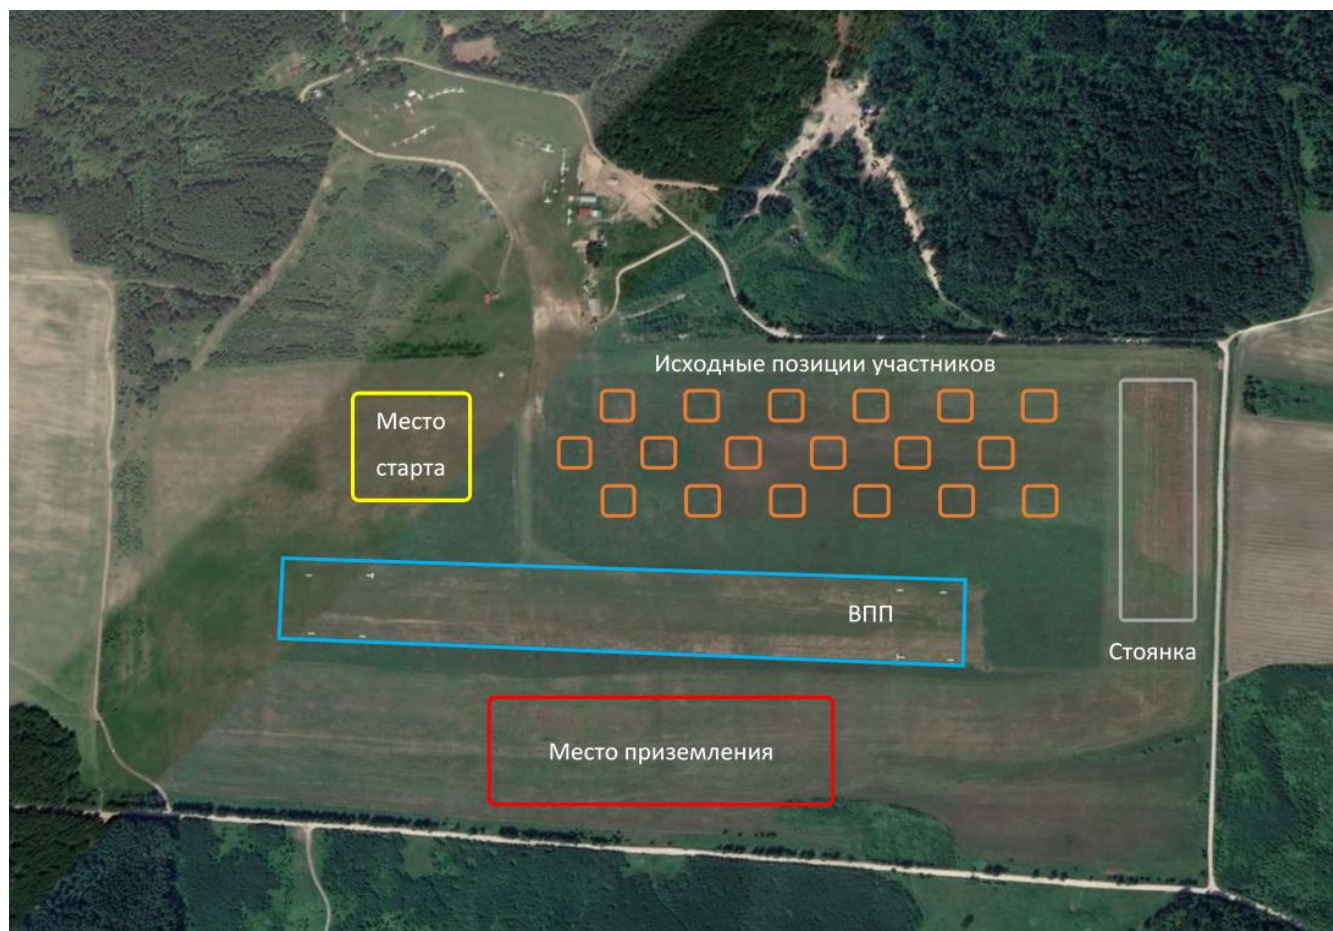 Исходные позиции участников
Место
старта
ВПП
Стоянка
Место приземления